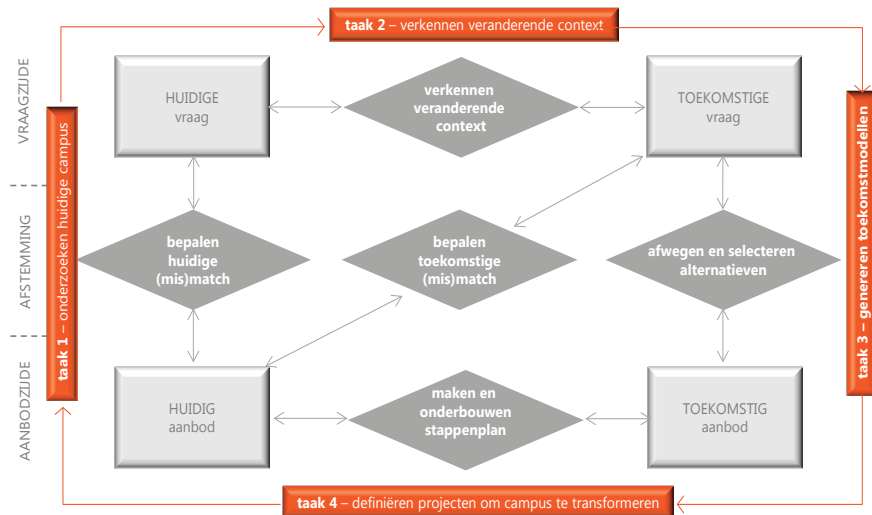 taak 2 – verkennen veranderende context
VRAAGZIJDE
AFSTEMMING
AANBODZIJDE
taak 1 – onderzoeken huidige campus
HUIDIGE
vraag
verkennen
veranderende
context
TOEKOMSTIGE
vraag
bepalen
huidige
(mis)match
bepalen
toekomstige
(mis)match
afwegen en selecteren
alternatieven
HUIDIG
aanbod
maken en
onderbouwen
stappenplan
TOEKOMSTIG
aanbod
taak 3 – genereren toekomstmodellen
taak 4 – definiëren projecten om campus te transformeren